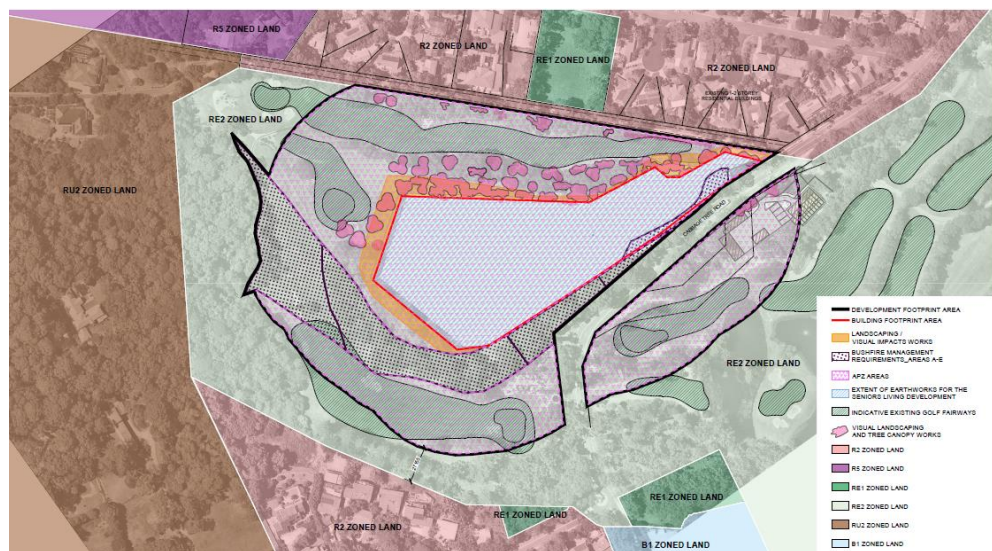 R5 ZONED LAND
R2 ZONED LAND
RE1 ZONED LAND
R2 ZONED LAND
EXISTING 1-2 STOREY
RESIDENTIAL BUILDINGS
RE2 ZONED LAND
RU2 ZONED LAND
CABBAGE TREE ROAD
RE2 ZONED LAND
R2 ZONED LAND
RE1 ZONED LAND
RE1 ZONED LAND
B1 ZONED LAND
DEVELOPMENT FOOTPRINT AREA
BUILDING FOOTPRINT AREA
LANDSCAPING /
VISUAL IMPACTS WORKS
BUSHFIRE MANAGEMENT
REQUIREMENTS_AREAS A-E
APZ AREAS
EXTENT OF EARTHWORKS FOR THE
SENIORS LIVING DEVELOPMENT
INDICATIVE EXISTING GOLF FAIRWAYS
VISUAL LANDSCAPING
AND TREE CANOPY WORKS
R2 ZONED LAND
R5 ZONED LAND
RE1 ZONED LAND
RE2 ZONED LAND
RU2 ZONED LAND
B1 ZONED LAND